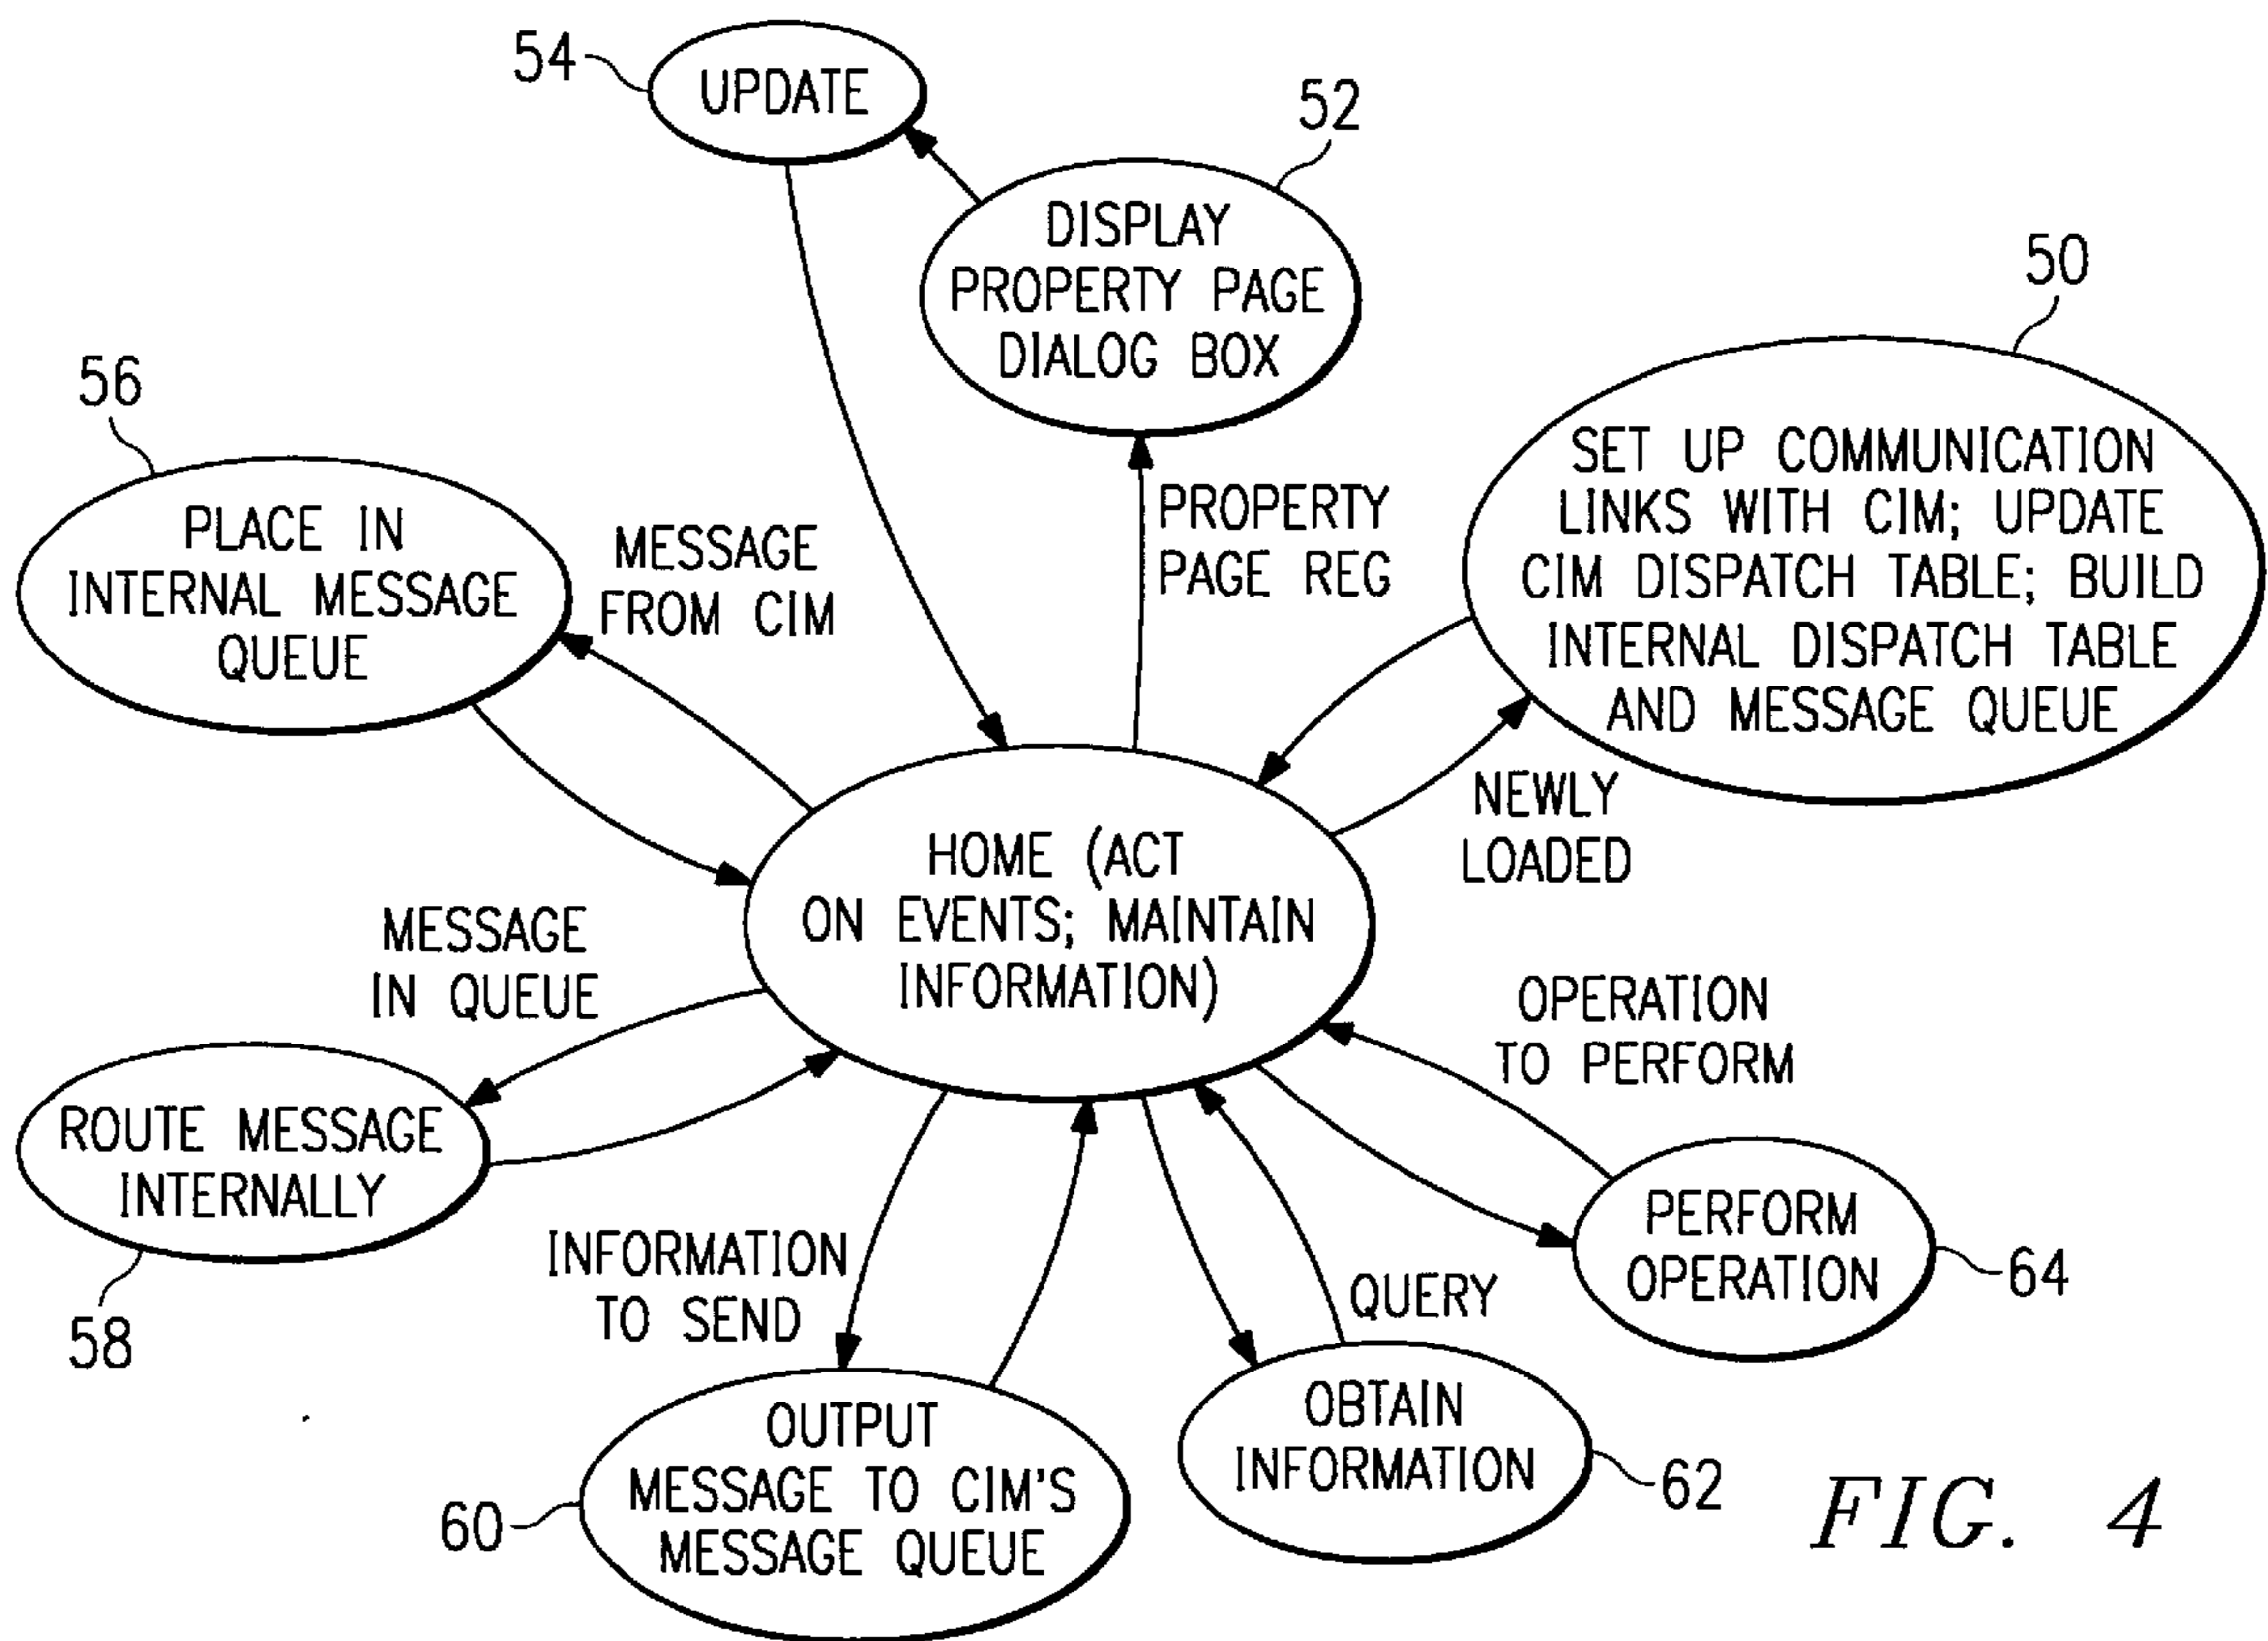 54
UPDATE
52
DISPLAY
PROPERTY PAGE
DIALOG BOX
50
SET UP COMMUNICATION
LINKS WITH CIM; UPDATE
CIM DISPATCH TABLE; BUILD
INTERNAL DISPATCH TABLE
AND MESSAGE QUEUE
56
PLACE IN
INTERNAL MESSAGE
QUEUE
MESSAGE
FROM CIM
PROPERTY
PAGE REG
NEWLY
LOADED
HOME (ACT
ON EVENTS; MAINTAIN
INFORMATION)
MESSAGE
IN QUEUE
OPERATION
TO PERFORM
ROUTE MESSAGE
INTERNALLY
58
INFORMATION
TO SEND
QUERY
PERFORM
OPERATION
64
OUTPUT
MESSAGE TO CIM'S
MESSAGE QUEUE
60
OBTAIN
INFORMATION
62
FIG. 4